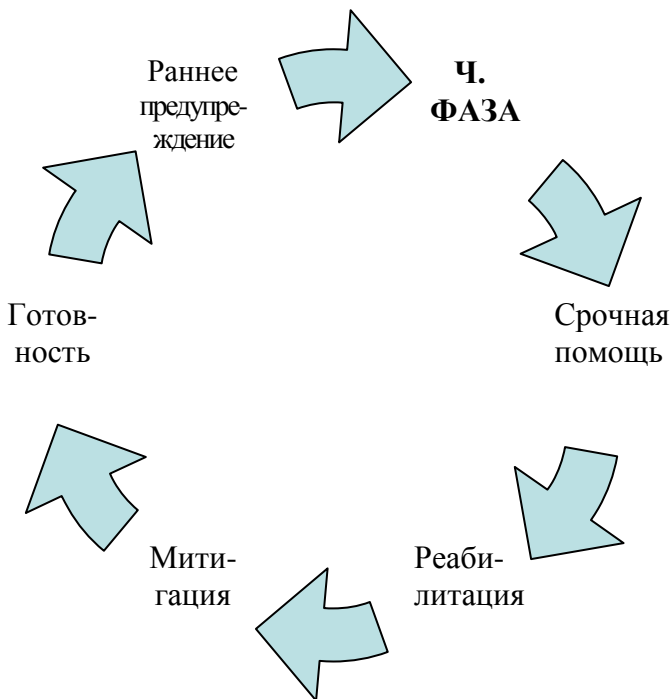 Раннее
предупре-
ждение
Ч.
ФАЗА
Срочная
помощь
Реаби-
литация
Мити-
гация
Готов-
ность